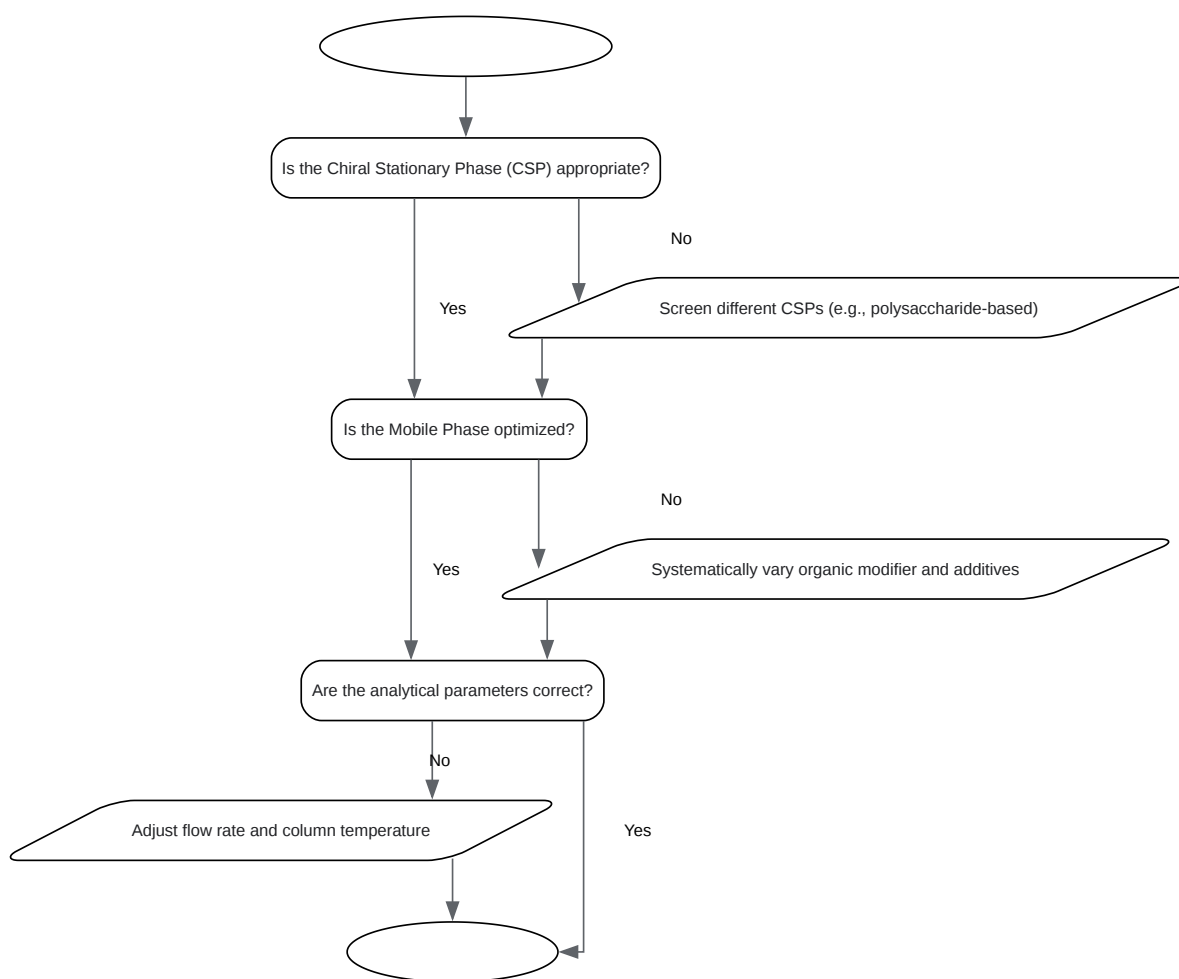 Is the Chiral Stationary Phase (CSP) appropriate?
No
Yes
Screen different CSPs (e.g., polysaccharide-based)
Is the Mobile Phase optimized?
No
Yes
Systematically vary organic modifier and additives
Are the analytical parameters correct?
No
Adjust flow rate and column temperature
Yes